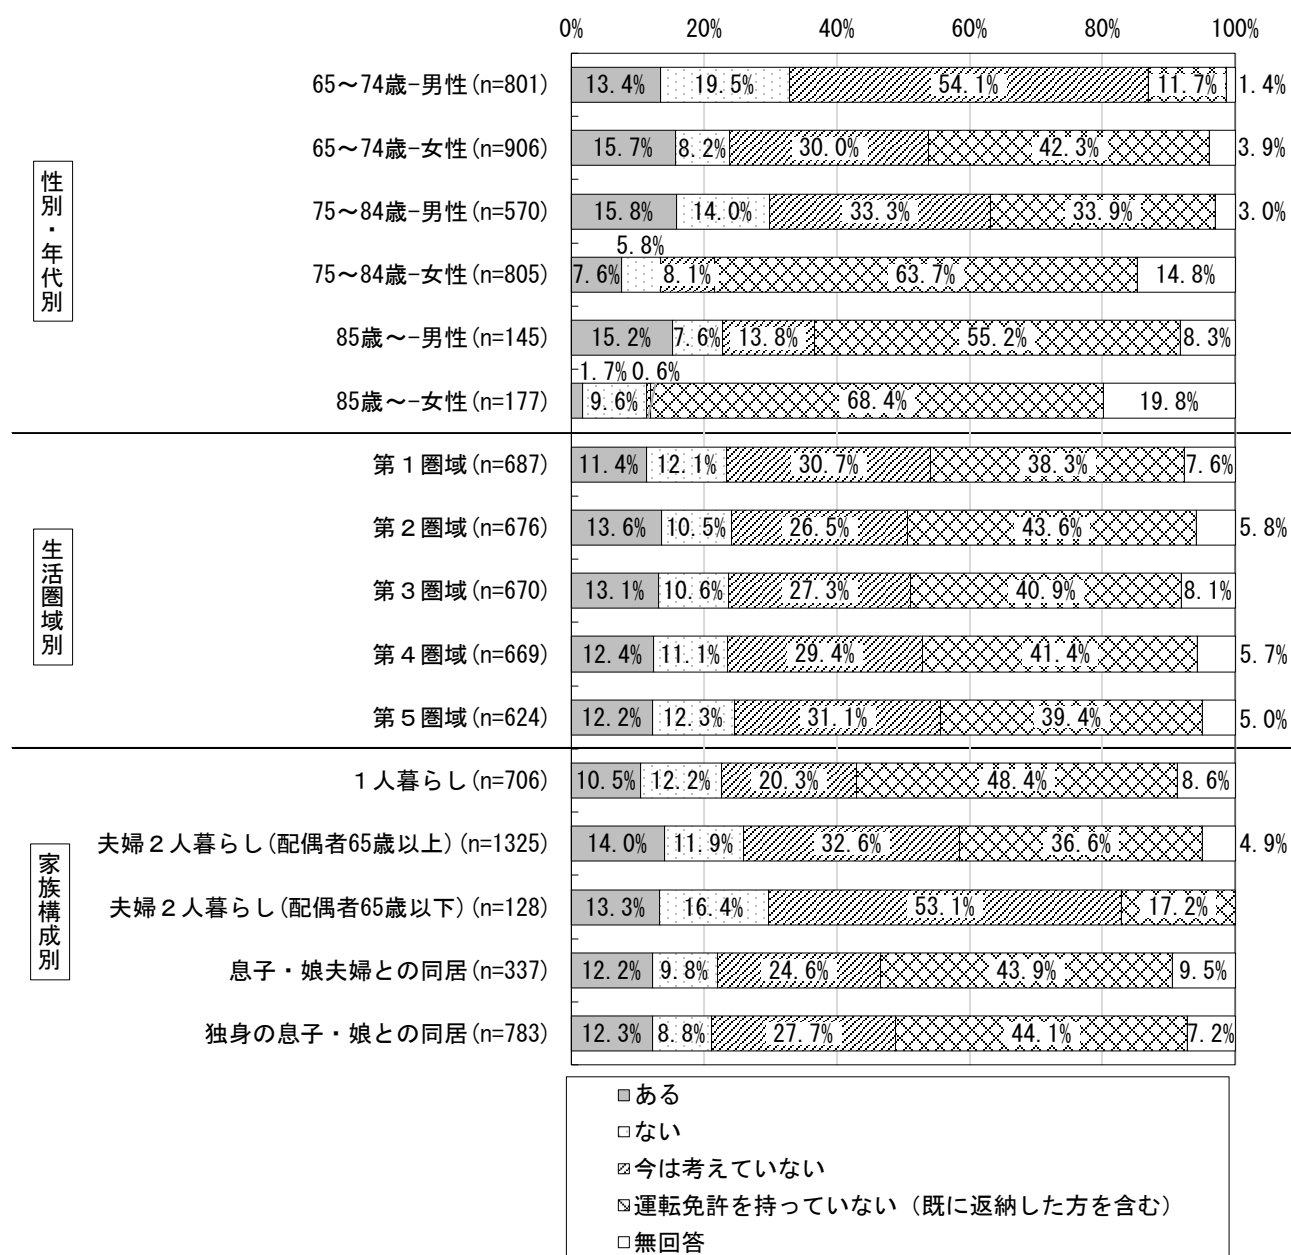 0% 20% 40% 60% 80% 100%
性別・年代別
65～74歳-男性(n=801) 13.4% 19.5% 54.1% 11.7% 1.4%
65～74歳-女性(n=906) 15.7% 8.2% 30.0% 42.3% 3.9%
75～84歳-男性(n=570) 15.8% 14.0% 33.3% 33.9% 3.0%
5.8%
75～84歳-女性(n=805) 7.6% 8.1% 63.7% 14.8%
85歳～-男性(n=145) 15.2% 7.6% 13.8% 55.2% 8.3%
1.7% 0.6%
85歳～-女性(n=177) 9.6% 68.4% 19.8%
生活圏域別
第１圏域(n=687) 11.4% 12.1% 30.7% 38.3% 7.6%
第２圏域(n=676) 13.6% 10.5% 26.5% 43.6% 5.8%
第３圏域(n=670) 13.1% 10.6% 27.3% 40.9% 8.1%
第４圏域(n=669) 12.4% 11.1% 29.4% 41.4% 5.7%
第５圏域(n=624) 12.2% 12.3% 31.1% 39.4% 5.0%
家族構成別
１人暮らし(n=706) 10.5% 12.2% 20.3% 48.4% 8.6%
夫婦２人暮らし(配偶者65歳以上)(n=1325) 14.0% 11.9% 32.6% 36.6% 4.9%
夫婦２人暮らし(配偶者65歳以下)(n=128) 13.3% 16.4% 53.1% 17.2%
息子・娘夫婦との同居(n=337) 12.2% 9.8% 24.6% 43.9% 9.5%
独身の息子・娘との同居(n=783) 12.3% 8.8% 27.7% 44.1% 7.2%
ある
ない
今は考えていない
運転免許を持っていない（既に返納した方を含む）
無回答